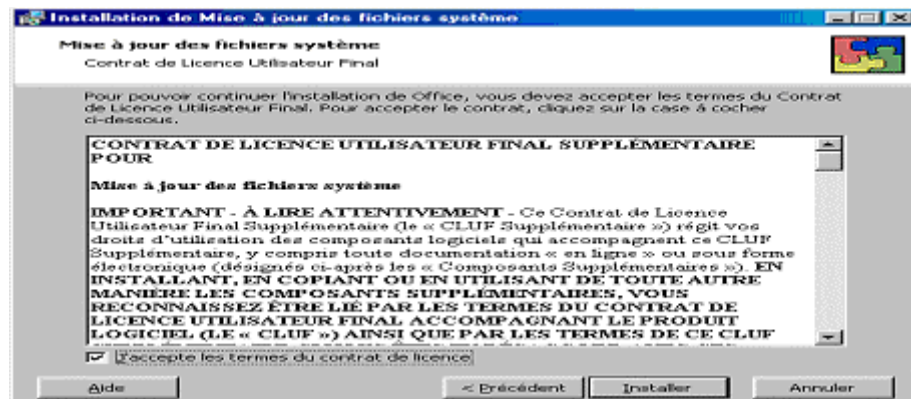 Installation de Mise à jour des fichiers système
Mise à jour des fichiers système
Contrat de Licence Utilisateur Final
Pour pouvoir continuer l'installation de Office, vous devez accepter les termes du Contrat
de Licence Utilisateur Final. Pour accepter le contrat, cliquez sur la case à cocher
ci-dessous.
CONTRAT DE LICENCE UTILISATEUR FINAL SUPPLÉMENTAIRE
POUR
Mise à jour des fichiers système
IMPORTANT - À LIRE ATTENTIVEMENT - Ce Contrat de Licence
Utilisateur Final Supplémentaire (le « CLUF Supplémentaire ») régit vos
droits d'utilisation des composants logiciels qui accompagnent ce CLUF
Supplémentaire, y compris toute documentation « en ligne » ou sous forme
électronique (désignés ci-après les « Composants Supplémentaires »). EN
INSTALLANT, EN COPIANT OU EN UTILISANT DE TOUTE AUTRE
MANIÈRE LES COMPOSANTS SUPPLÉMENTAIRES, VOUS
RECONNAISSEZ ÊTRE LIÉ PAR LES TERMES DU CONTRAT DE
LICENCE UTILISATEUR FINAL ACCOMPAGNANT LE PRODUIT
LOGICIEL (LE « CLUF ») AINSI QUE PAR LES TERMES DE CE CLUF
J'accepte les termes du contrat de licence
Aide < Précédent Installer Annuler